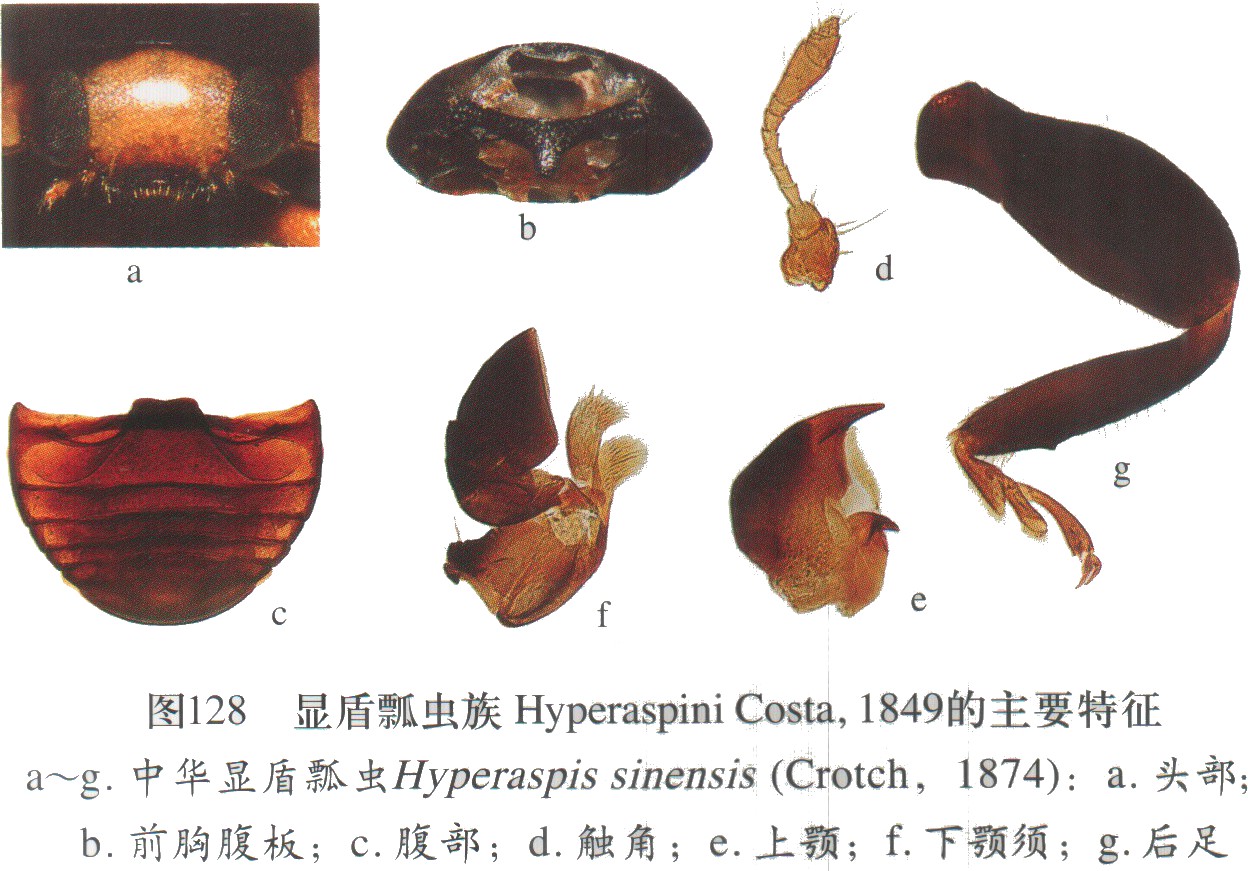 a
b
d
g
c
f
e
图128 显盾瓢虫族 Hyperaspini Costa, 1849的主要特征
a～g. 中华显盾瓢虫Hyperaspis sinensis (Crotch, 1874): a. 头部;
b. 前胸腹板; c. 腹部; d. 触角; e. 上颚; f. 下颚须; g. 后足